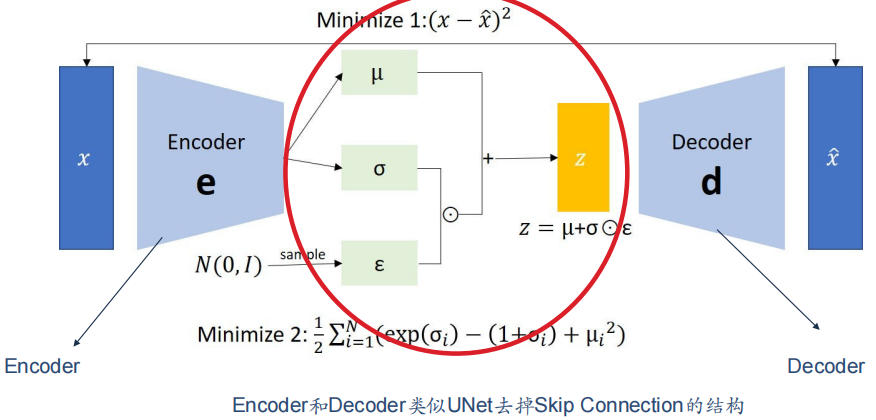 Minimize 1:(x − x̂)²
μ
x
Encoder
e
σ
+
z
Decoder
d
x̂
⊙
z = μ+σ⊙ε
N(0, I)
sample
ε
Minimize 2: ½ ∑ᵢ₌₁ᴺ(exp(σᵢ) − (1+σᵢ) + μᵢ²)
Encoder
Decoder
Encoder和Decoder类似UNet去掉Skip Connection的结构